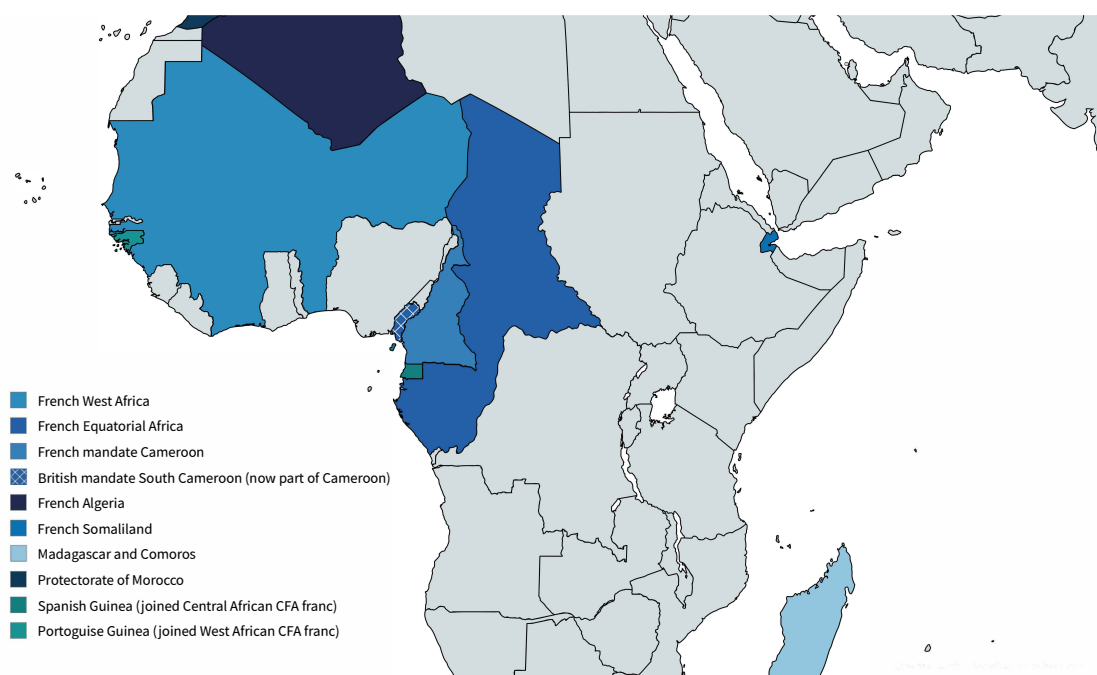 French West Africa
French Equatorial Africa
French mandate Cameroon
British mandate South Cameroon (now part of Cameroon)
French Algeria
French Somaliland
Madagascar and Comoros
Protectorate of Morocco
Spanish Guinea (joined Central African CFA franc)
Portoguise Guinea (joined West African CFA franc)